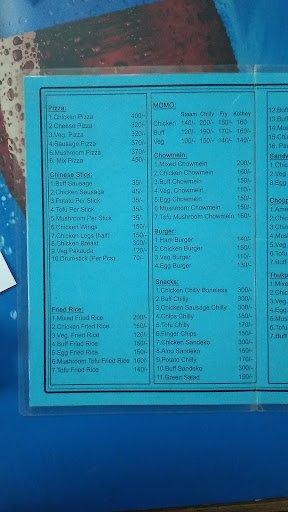 Pizza:
1.Chicken Pizza 400/-
2.Cheese Pizza 320/-
3.Veg. Pizza 320/-
4.Sausage Pizza 370/-
5.Mushroom Pizza 370/-
6. Mix Pizza 450/-
Chinese Stick:
1.Buff Sausage 35/-
2.Chicken Sausage 45/-
3.Potato Per Stick 35/-
4.Tofu Per Stick 35/-
5.Mushroom Per Stick 35/-
6.Chicken Wings 150/-
7.Chicken Legs (half) 150/-
8.Chicken Breast 300/-
9.Veg Pakauda
10.Drumstick (Per Pcs) 70/-
Fried Rice:
1.Mixed Fried Rice 200/-
2.Chicken Fried Rice 160/-
3.Veg. Fried Rice 120/-
4.Buff Fried Rice 150/-
5.Egg Fried Rice 150/-
6.Mushroom Tofu Fried Rice 160/-
7.Tofu Fried Rice 140/-
MOMO:
Steam Chilly Fry Kothey
Chicken 140/- 200/- 150/- 160
Buff 120/- 190/- 170/- 160/-
Veg 100/- 150/- 140/- 140/-
Chowmein:
1.Mixed Chowmein 200/-
2.Chicken Chowmein 160/-
3.Buff Chowmein 150/-
4.Veg. Chowmein 110/-
5.Egg Chowmein 150/-
6.Mushroom Chowmein 150/-
7.Tofu Mushroom Chowmein 160/-
Burger:
1.Ham Burger 140/-
2.Chicken Burger 150/-
3.Veg Burger 110/-
4.Egg Burger 130/-
Snacks:
1.Chicken Chilly Boneless 300/-
2.Buff Chilly 300/-
3.Chicken Sausage Chilly 300/-
4.Chips Chilly 150/-
5.Tofu Chilly 170/-
6.Finger Chips 150/-
7.Chicken Sandeko 300/-
8.Aloo Sandeko 150/-
9.Potato Chilly 170/-
10.Buff Sandeko 300/-
11.Green Salad 150/-
12.Buff